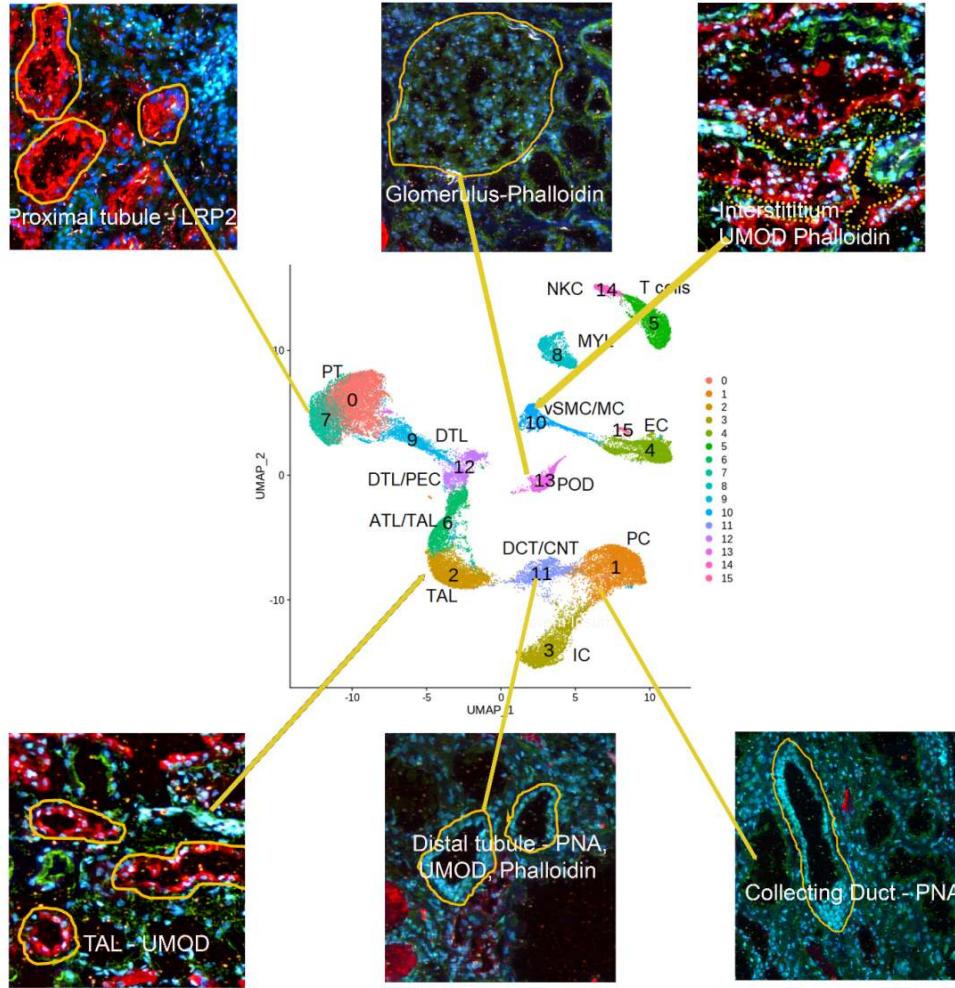 Proximal tubule - LRP2
Glomerulus-Phalloidin
Interstititium
UMOD Phalloidin
NKC
14
T cells
5
10
8
MYL
PT
0
7
vSMC/MC
10
15
EC
4
9
DTL
12
DTL/PEC
13
POD
0
UMAP_2
ATL/TAL
6
DCT/CNT
PC
2
11
1
TAL
-10
3
IC
-10
-5
0
5
10
UMAP_1
0
1
2
3
4
5
6
7
8
9
10
11
12
13
14
15
TAL - UMOD
Distal tubule - PNA,
UMOD, Phalloidin
Collecting Duct - PNA